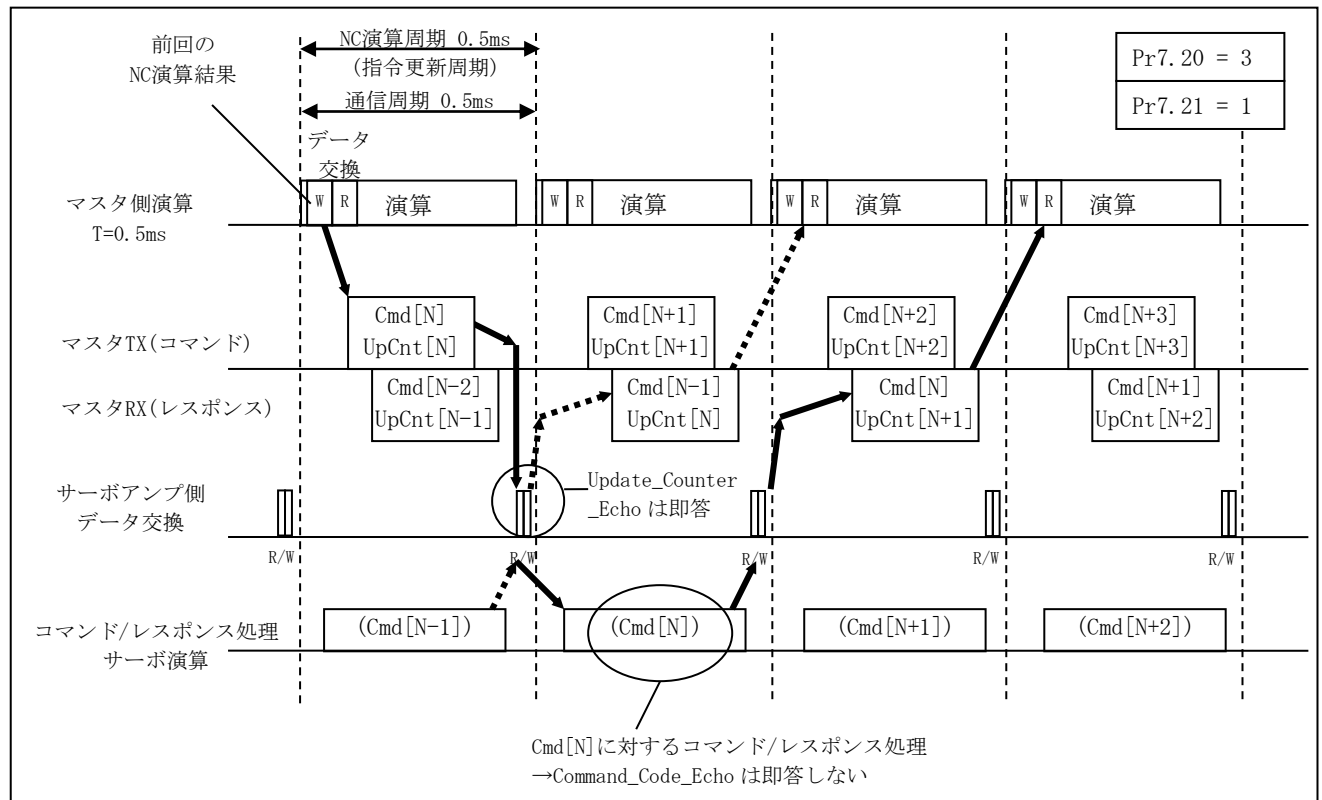 前回の
NC演算結果
NC演算周期 0.5ms
(指令更新周期)
通信周期 0.5ms
Pr7.20 = 3
Pr7.21 = 1
データ
交換
マスタ側演算
T=0.5ms
W R 演算
W R 演算
W R 演算
W R 演算
マスタTX(コマンド)
Cmd[N]
UpCnt[N]
Cmd[N+1]
UpCnt[N+1]
Cmd[N+2]
UpCnt[N+2]
Cmd[N+3]
UpCnt[N+3]
マスタRX(レスポンス)
Cmd[N-2]
UpCnt[N-1]
Cmd[N-1]
UpCnt[N]
Cmd[N]
UpCnt[N+1]
Cmd[N+1]
UpCnt[N+2]
サーボアンプ側
データ交換
Update_Counter
_Echo は即答
R/W
R/W
R/W
R/W
R/W
コマンド/レスポンス処理
サーボ演算
(Cmd[N-1])
(Cmd[N])
(Cmd[N+1])
(Cmd[N+2])
Cmd[N]に対するコマンド/レスポンス処理
→Command_Code_Echo は即答しない